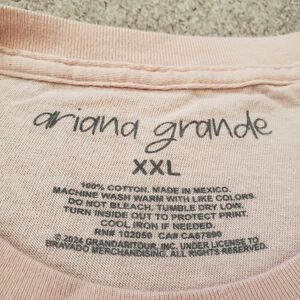 ariana grande
XXL
100% COTTON. MADE IN MEXICO.
MACHINE WASH WARM WITH LIKE COLORS.
DO NOT BLEACH. TUMBLE DRY LOW.
TURN INSIDE OUT TO PROTECT PRINT.
COOL IRON IF NEEDED.
RN# 102050 CA# CA67890
© 2024 GRANDARITOUR, INC. UNDER LICENSE TO
BRAVADO MERCHANDISING. ALL RIGHTS RESERVED.